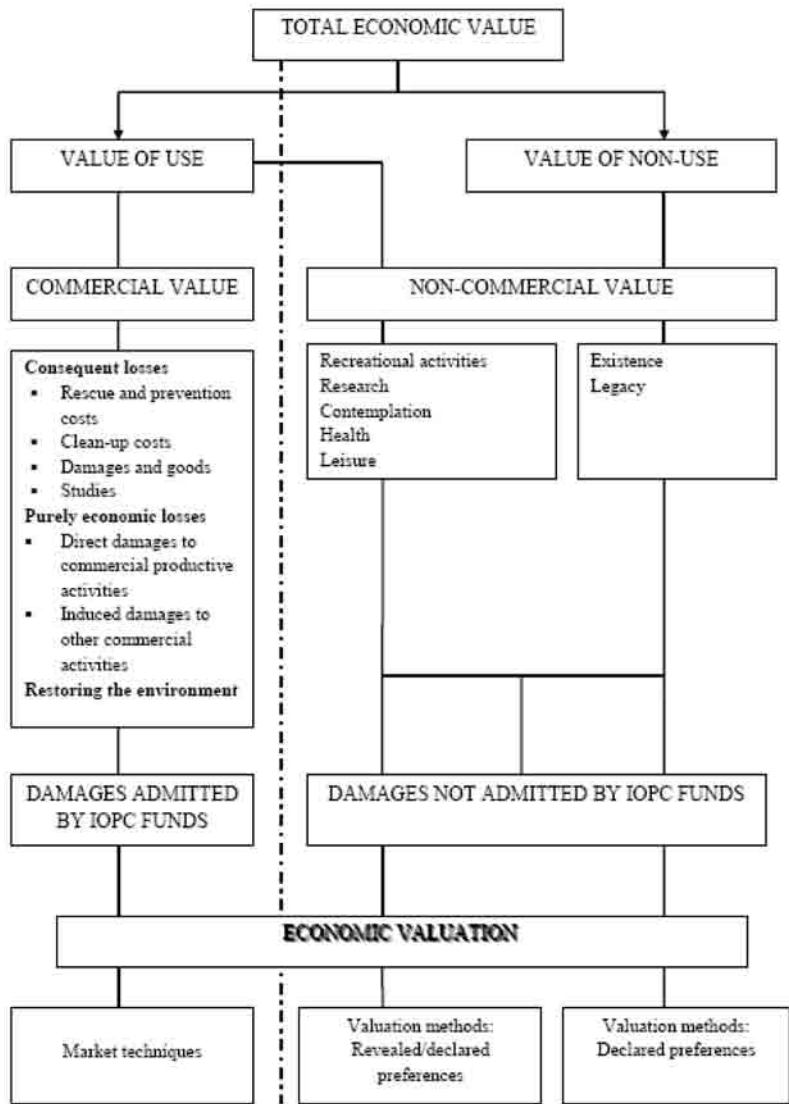 TOTAL ECONOMIC VALUE
VALUE OF USE
VALUE OF NON-USE
COMMERCIAL VALUE
NON-COMMERCIAL VALUE
Consequent losses
▪ Rescue and prevention
costs
▪ Clean-up costs
▪ Damages and goods
▪ Studies
Purely economic losses
▪ Direct damages to
commercial productive
activities
▪ Induced damages to
other commercial
activities
Restoring the environment
Recreational activities
Research
Contemplation
Health
Leisure
Existence
Legacy
DAMAGES ADMITTED
BY IOPC FUNDS
DAMAGES NOT ADMITTED BY IOPC FUNDS
ECONOMIC VALUATION
Market techniques
Valuation methods:
Revealed/declared
preferences
Valuation methods:
Declared preferences